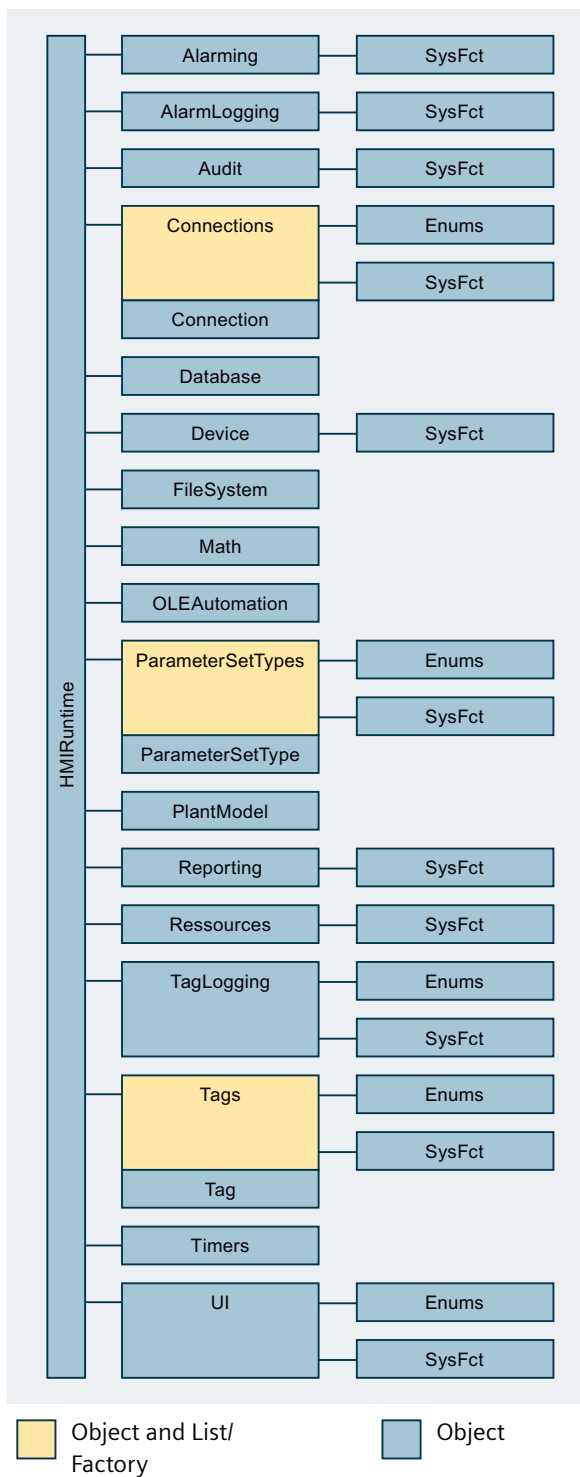 HMIRuntime
Alarming
SysFct
AlarmLogging
SysFct
Audit
SysFct
Connections
Enums
SysFct
Connection
Database
Device
SysFct
FileSystem
Math
OLEAutomation
ParameterSetTypes
Enums
SysFct
ParameterSetType
PlantModel
Reporting
SysFct
Ressources
SysFct
TagLogging
Enums
SysFct
Tags
Enums
SysFct
Tag
Timers
UI
Enums
SysFct
Object and List/
Factory
Object